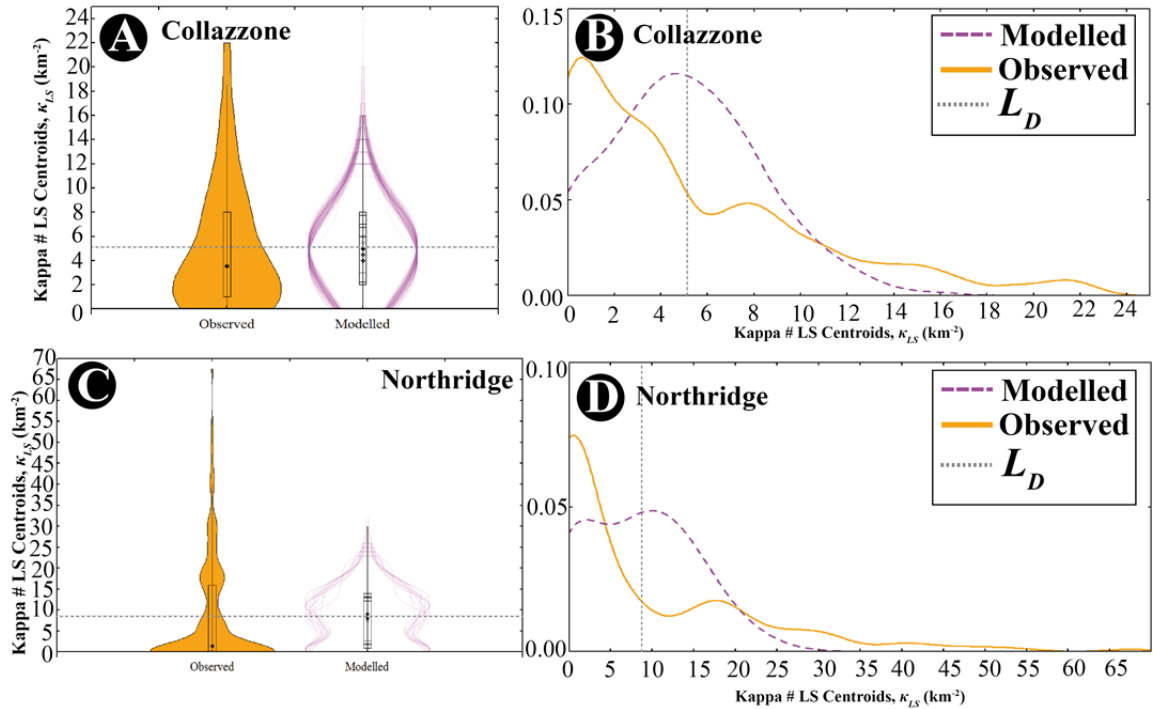 A Collazzone
Kappa # LS Centroids, κLS (km-2)
24
22
20
18
16
14
12
10
8
6
4
2
0
Observed Modelled
B Collazzone
Modelled
Observed
LD
0.15
0.10
0.05
0.00
0 2 4 6 8 10 12 14 16 18 20 22 24
Kappa # LS Centroids, κLS (km-2)
C Northridge
Kappa # LS Centroids, κLS (km-2)
70
65
50
45
40
35
30
25
20
15
10
5
0
Observed Modelled
D Northridge
Modelled
Observed
LD
0.10
0.05
0.00
0 5 10 15 20 25 30 35 40 45 50 60 65
Kappa # LS Centroids, κLS (km-2)